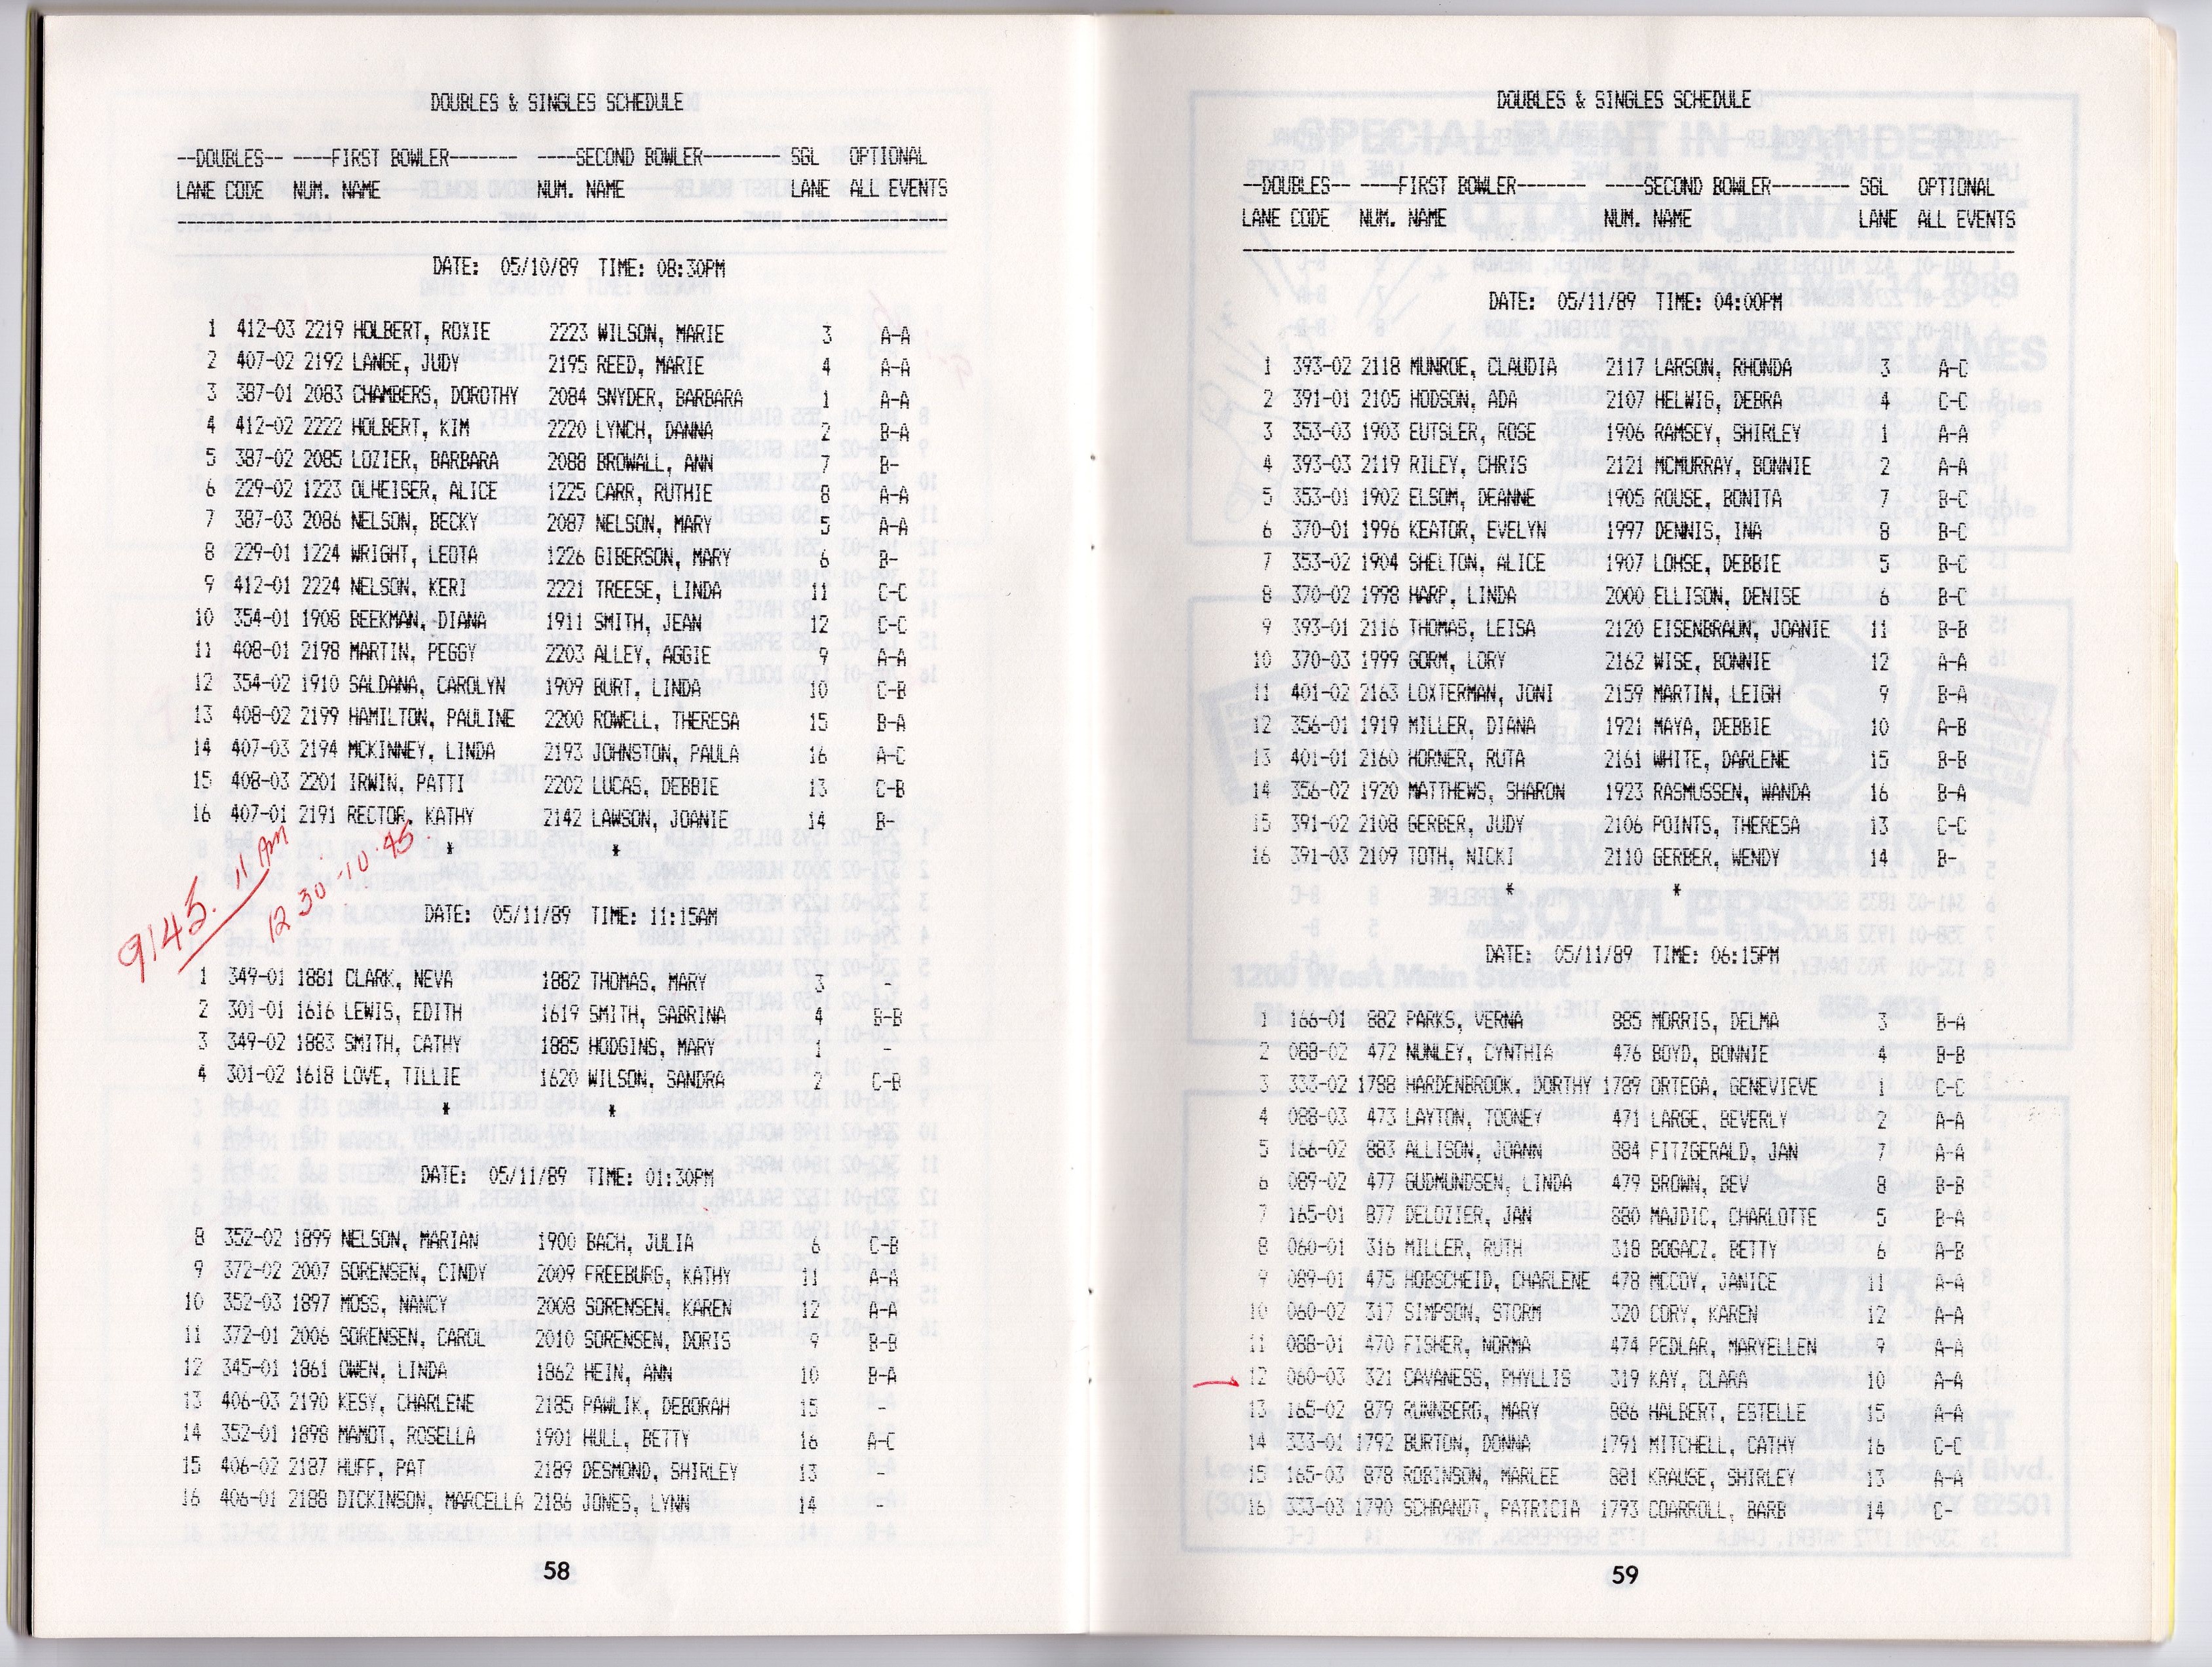 DOUBLES & SINGLES SCHEDULE
--DOUBLES-- ----FIRST BOWLER------- ----SECOND BOWLER-------- SGL OPTIONAL
LANE CODE NUM. NAME NUM. NAME LANE ALL EVENTS
DATE: 05/10/89 TIME: 08:30PM
1 412-03 2219 HOLBERT, ROXIE 2223 WILSON, MARIE 3 A-A
2 407-02 2192 LANGE, JUDY 2195 REED, MARIE 4 A-A
3 387-01 2083 CHAMBERS, DOROTHY 2084 SNYDER, BARBARA 1 A-A
4 412-02 2222 HOLBERT, KIM 2220 LYNCH, DANNA 2 B-A
5 387-02 2085 LOZIER, BARBARA 2088 BROWALL, ANN 7 B-
6 229-02 1223 OLHEISER, ALICE 1225 CARR, RUTHIE 8 A-A
7 387-03 2086 NELSON, BECKY 2087 NELSON, MARY 5 A-A
8 229-01 1224 WRIGHT, LEOTA 1226 GIBERSON, MARY 6 B-
9 412-01 2224 NELSON, KERI 2221 TREESE, LINDA 11 C-C
10 354-01 1908 BEEKMAN, DIANA 1911 SMITH, JEAN 12 C-C
11 408-01 2198 MARTIN, PEGGY 2203 ALLEY, AGGIE 9 A-A
12 354-02 1910 SALDANA, CAROLYN 1909 BURT, LINDA 10 C-B
13 408-02 2199 HAMILTON, PAULINE 2200 ROWELL, THERESA 15 B-A
14 407-03 2194 MCKINNEY, LINDA 2193 JOHNSTON, PAULA 16 A-C
15 408-03 2201 IRWIN, PATTI 2202 LUCAS, DEBBIE 13 C-B
16 407-01 2191 RECTOR, KATHY 2142 LAWSON, JOANIE 14 B-
* *
9:45. 11 AM
12 30 - 10 45
DATE: 05/11/89 TIME: 11:15AM
1 349-01 1881 CLARK, NEVA 1882 THOMAS, MARY 3 -
2 301-01 1616 LEWIS, EDITH 1619 SMITH, SABRINA 4 B-B
3 349-02 1883 SMITH, CATHY 1885 HODGINS, MARY 1 -
4 301-02 1618 LOVE, TILLIE 1620 WILSON, SANDRA 2 C-B
* *
DATE: 05/11/89 TIME: 01:30PM
8 352-02 1899 NELSON, MARIAN 1900 BACH, JULIA 6 C-B
9 372-02 2007 SORENSEN, CINDY 2009 FREEBURG, KATHY 11 A-A
10 352-03 1897 MOSS, NANCY 2008 SORENSEN, KAREN 12 A-A
11 372-01 2006 SORENSEN, CAROL 2010 SORENSEN, DORIS 9 B-B
12 345-01 1861 OWEN, LINDA 1862 HEIN, ANN 10 B-A
13 406-03 2190 KESY, CHARLENE 2185 PAWLIK, DEBORAH 15 -
14 352-01 1898 MAMOT, ROSELLA 1901 HULL, BETTY 16 A-C
15 406-02 2187 HUFF, PAT 2189 DESMOND, SHIRLEY 13 -
16 406-01 2188 DICKINSON, MARCELLA 2186 JONES, LYNN 14 -
58
DOUBLES & SINGLES SCHEDULE
--DOUBLES-- ----FIRST BOWLER------- ----SECOND BOWLER-------- SGL OPTIONAL
LANE CODE NUM. NAME NUM. NAME LANE ALL EVENTS
DATE: 05/11/89 TIME: 04:00PM
1 393-02 2118 MUNROE, CLAUDIA 2117 LARSON, RHONDA 3 A-C
2 391-01 2105 HODSON, ADA 2107 HELWIG, DEBRA 4 C-C
3 353-03 1903 EUTSLER, ROSE 1906 RAMSEY, SHIRLEY 1 A-A
4 393-03 2119 RILEY, CHRIS 2121 MCMURRAY, BONNIE 2 A-A
5 353-01 1902 ELSOM, DEANNE 1905 ROUSE, BONITA 7 B-C
6 370-01 1996 KEATOR, EVELYN 1997 DENNIS, INA 8 B-C
7 353-02 1904 SHELTON, ALICE 1907 LOHSE, DEBBIE 5 B-C
8 370-02 1998 HARP, LINDA 2000 ELLISON, DENISE 6 B-C
9 393-01 2116 THOMAS, LEISA 2120 EISENBRAUN, JOANIE 11 B-B
10 370-03 1999 GORM, LORY 2162 WISE, BONNIE 12 A-A
11 401-02 2163 LOXTERMAN, JONI 2159 MARTIN, LEIGH 9 B-A
12 356-01 1919 MILLER, DIANA 1921 MAYA, DEBBIE 10 A-B
13 401-01 2160 HORNER, RUTA 2161 WHITE, DARLENE 15 B-B
14 356-02 1920 MATTHEWS, SHARON 1923 RASMUSSEN, WANDA 16 B-A
15 391-02 2108 GERBER, JUDY 2106 POINTS, THERESA 13 C-C
16 391-03 2109 TOTH, NICKI 2110 GERBER, WENDY 14 B-
* *
DATE: 05/11/89 TIME: 06:15PM
1 166-01 882 PARKS, VERNA 885 MORRIS, DELMA 3 B-A
2 088-02 472 NUNLEY, CYNTHIA 476 BOYD, BONNIE 4 B-B
3 333-02 1788 HARDENBROOK, DORTHY 1789 ORTEGA, GENEVIEVE 1 C-C
4 088-03 473 LAYTON, TOONEY 471 LARGE, BEVERLY 2 A-A
5 166-02 883 ALLISON, JOANN 884 FITZGERALD, JAN 7 A-A
6 089-02 477 GUDMUNDSEN, LINDA 479 BROWN, BEV 8 B-B
7 165-01 877 DELOZIER, JAN 880 MAJDIC, CHARLOTTE 5 B-A
8 060-01 316 MILLER, RUTH 318 BOGACZ, BETTY 6 A-B
9 089-01 475 HOBSCHEID, CHARLENE 478 MCCOY, JANICE 11 A-A
10 060-02 317 SIMPSON, STORM 320 CORY, KAREN 12 A-A
11 088-01 470 FISHER, NORMA 474 PEDLAR, MARYELLEN 9 A-A
12 060-03 321 CAVANESS, PHYLLIS 319 KAY, CLARA 10 A-A
13 165-02 879 RUNNBERG, MARY 886 HALBERT, ESTELLE 15 A-A
14 333-01 1792 BURTON, DONNA 1791 MITCHELL, CATHY 16 C-C
15 165-03 878 ROBINSON, MARLEE 881 KRAUSE, SHIRLEY 13 A-A
16 333-03 1790 SCHRANDT, PATRICIA 1793 COARROLL, BARB 14 C-
59